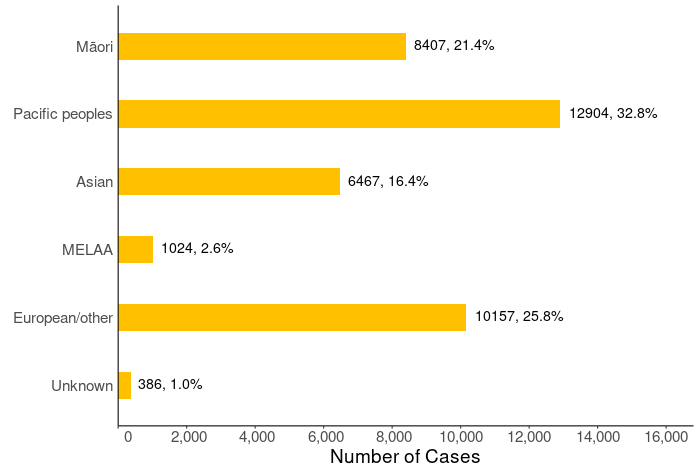 Māori 8407, 21.4%
Pacific peoples 12904, 32.8%
Asian 6467, 16.4%
MELAA 1024, 2.6%
European/other 10157, 25.8%
Unknown 386, 1.0%
0 2,000 4,000 6,000 8,000 10,000 12,000 14,000 16,000
Number of Cases